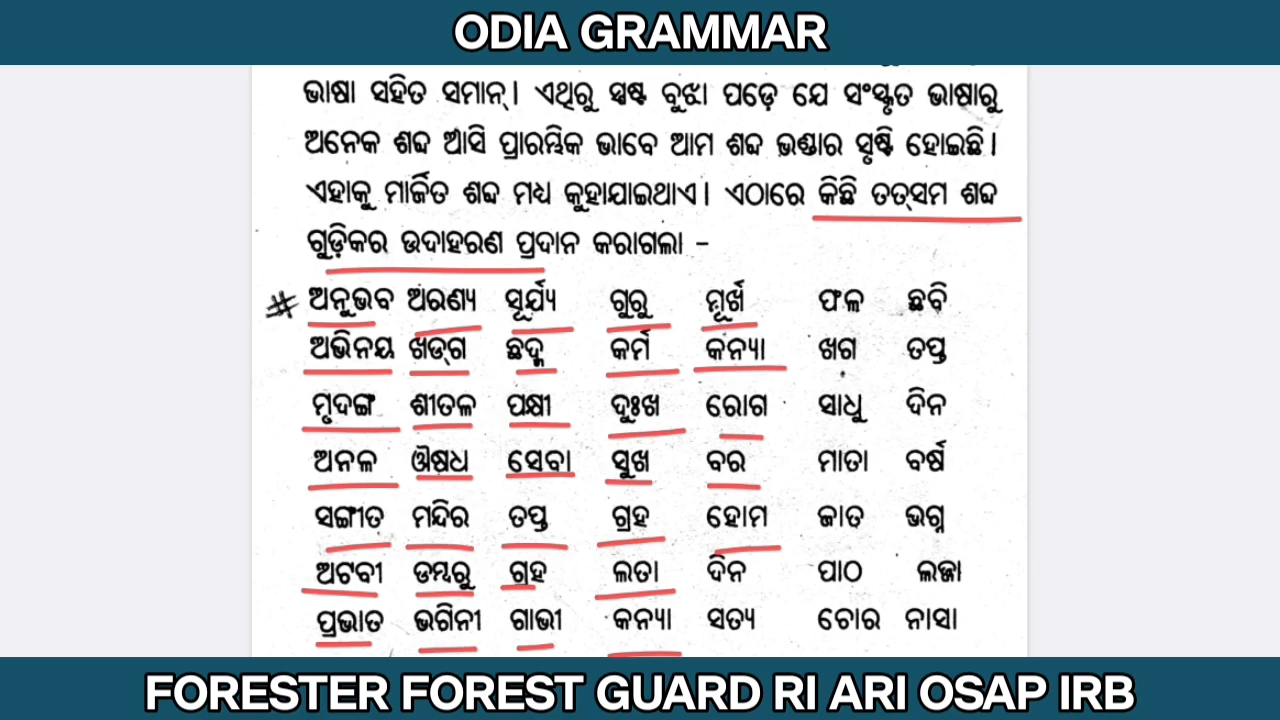 ODIA GRAMMAR
ଭାଷା ସହିତ ସମାନ୍। ଏଥିରୁ ସ୍ପଷ୍ଟ ବୁଝା ପଡ଼େ ଯେ ସଂସ୍କୃତ ଭାଷାରୁ
ଅନେକ ଶବ୍ଦ ଆସି ପ୍ରାରମ୍ଭିକ ଭାବେ ଆମ ଶବ୍ଦ ଭଣ୍ଡାର ସୃଷ୍ଟି ହୋଇଛି।
ଏହାକୁ ମାର୍ଜିତ ଶବ୍ଦ ମଧ୍ୟ କୁହାଯାଇଥାଏ। ଏଠାରେ କିଛି ତତ୍‌ସମ ଶବ୍ଦ
ଗୁଡ଼ିକର ଉଦାହରଣ ପ୍ରଦାନ କରାଗଲା –
# ଅନୁଭବ ଅରଣ୍ୟ ସୂର୍ଯ୍ୟ ଗୁରୁ ମୂର୍ଖ ଫଳ ଛବି
ଅଭିନୟ ଖଡ୍‌ଗ ଛଦ୍ମ କର୍ମ କନ୍ୟା ଖଗ ତପ୍ତ
ମୃଦଙ୍ଗ ଶୀତଳ ପକ୍ଷୀ ଦୁଃଖ ରୋଗ ସାଧୁ ଦିନ
ଅନଳ ଔଷଧ ସେବା ସୁଖ ବର ମାତା ବର୍ଷ
ସଙ୍ଗୀତ ମନ୍ଦିର ତପ୍ତ ଗ୍ରହ ହୋମ ଜାତ ଭଗ୍ନ
ଅଟବୀ ଡମ୍ବରୁ ଗୃହ ଲତା ଦିନ ପାଠ ଲଜ୍ଜା
ପ୍ରଭାତ ଭଗିନୀ ଗାଭୀ କନ୍ୟା ସତ୍ୟ ଚୋର ନାସା
FORESTER FOREST GUARD RI ARI OSAP IRB